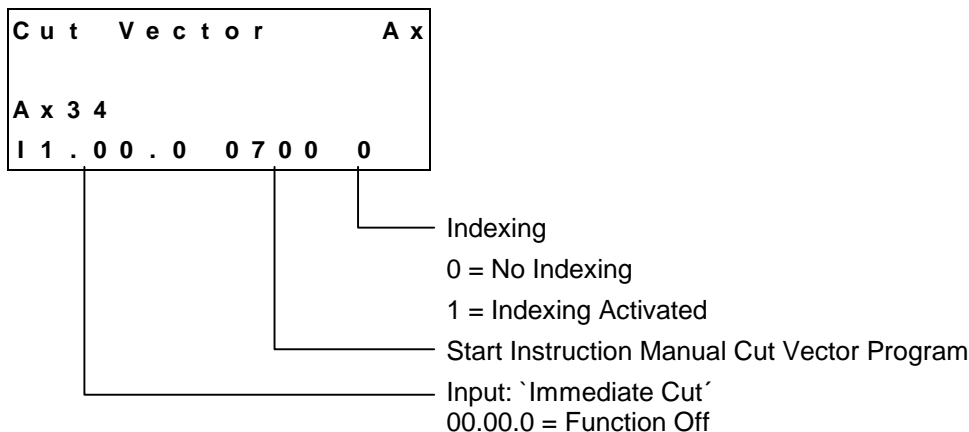 Cut Vector Ax
Ax34
I1.00.0 0700 0
Indexing
0 = No Indexing
1 = Indexing Activated
Start Instruction Manual Cut Vector Program
Input: `Immediate Cut´
00.00.0 = Function Off